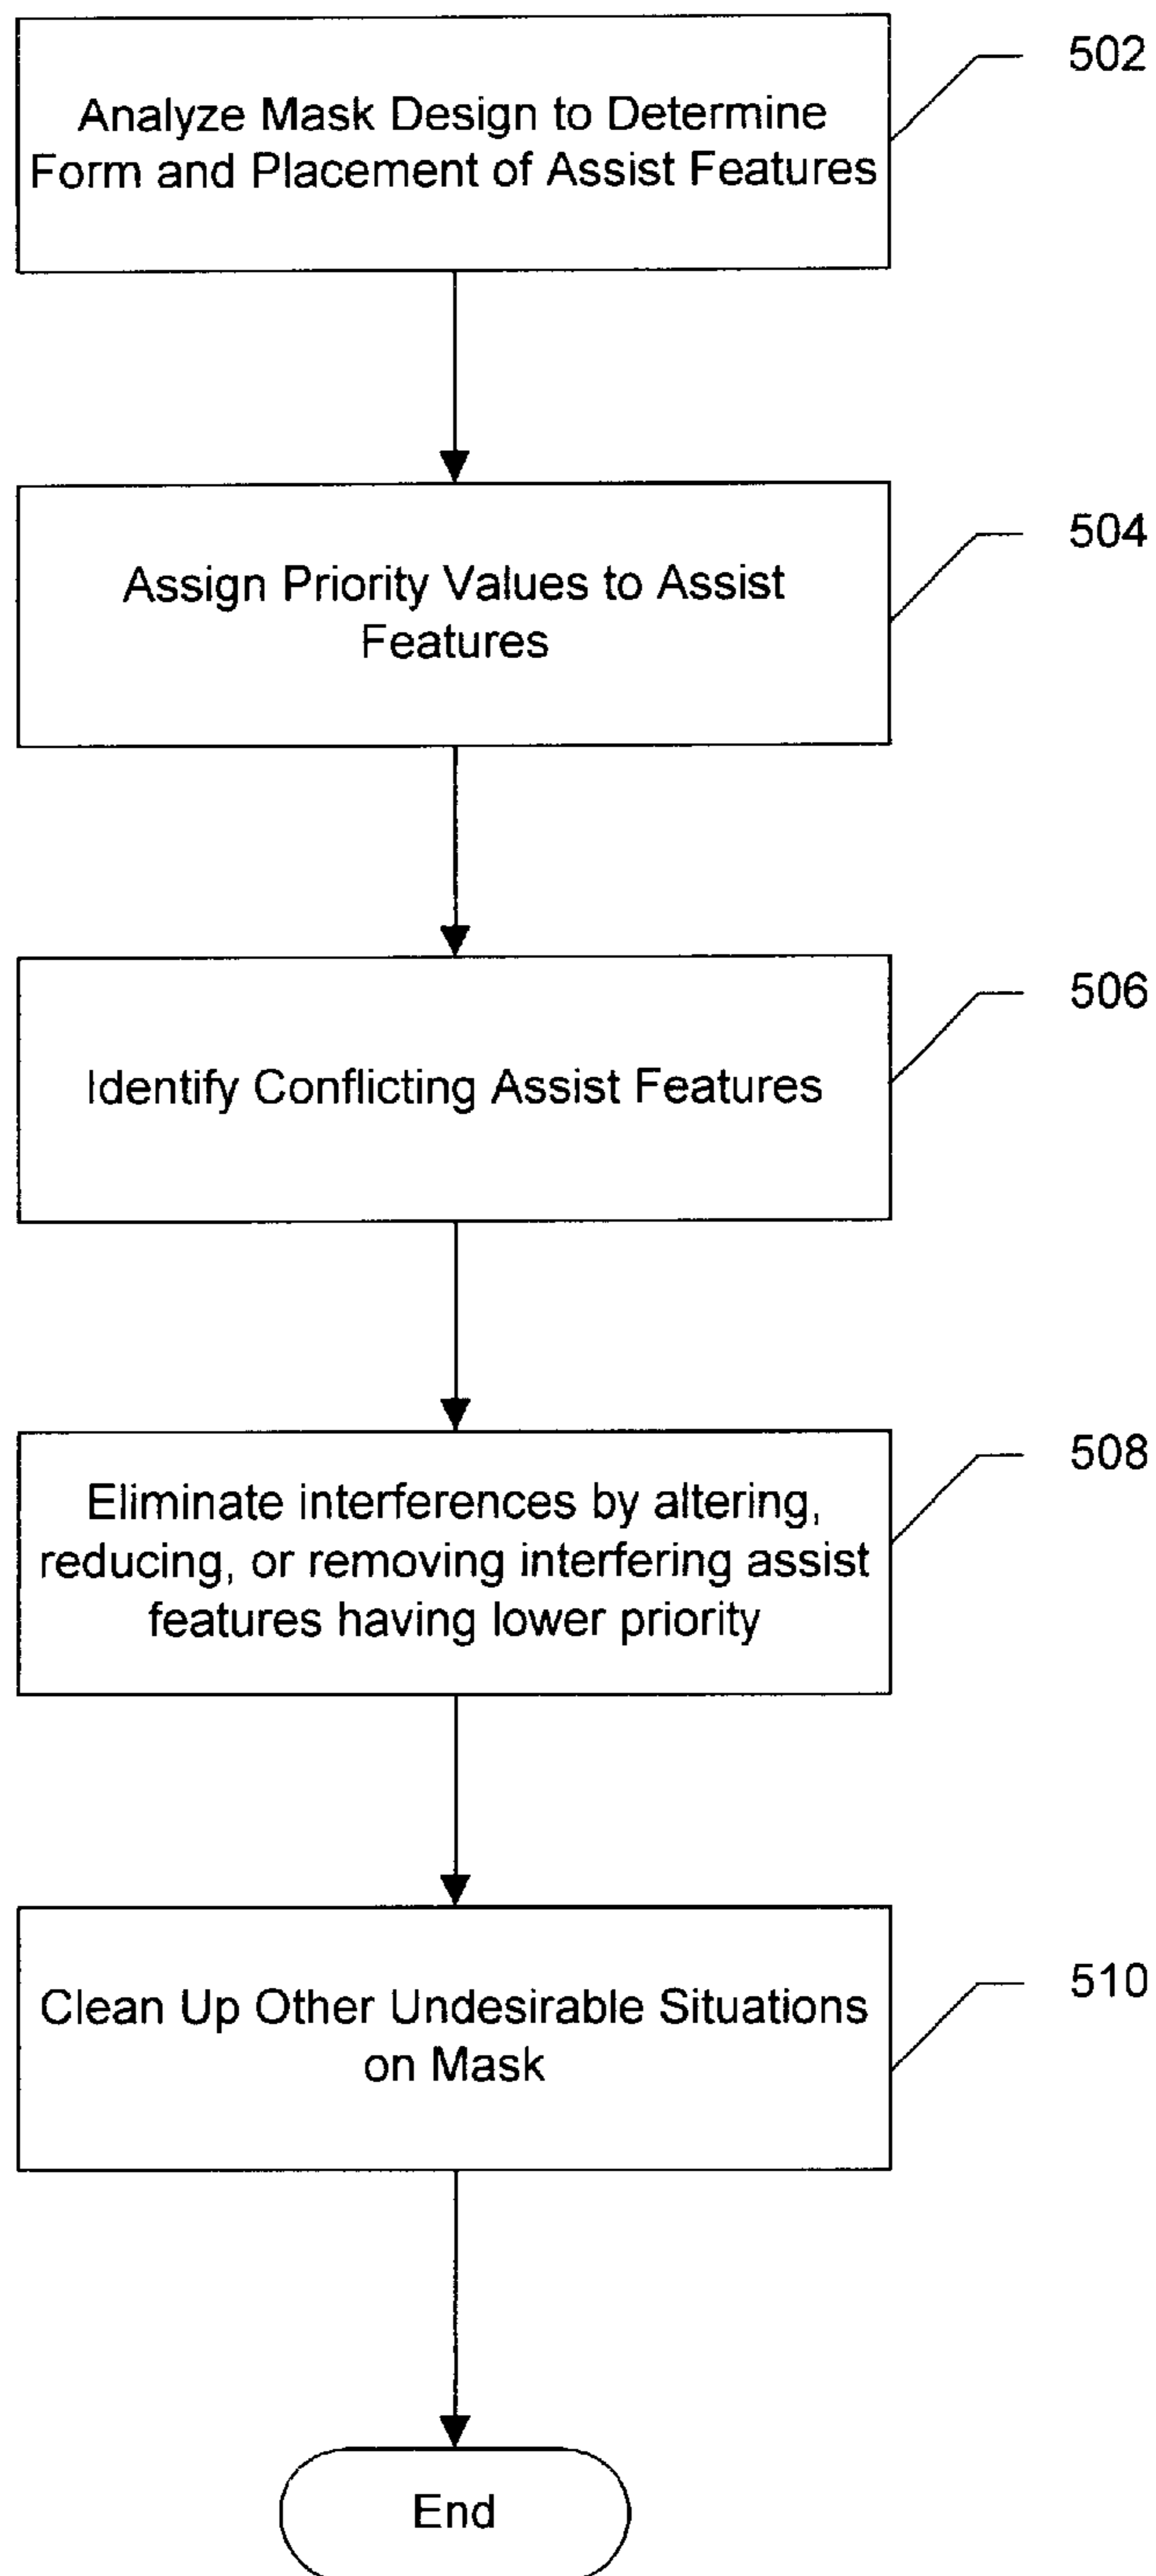 502
Analyze Mask Design to Determine
Form and Placement of Assist Features
504
Assign Priority Values to Assist
Features
506
Identify Conflicting Assist Features
508
Eliminate interferences by altering,
reducing, or removing interfering assist
features having lower priority
510
Clean Up Other Undesirable Situations
on Mask
End